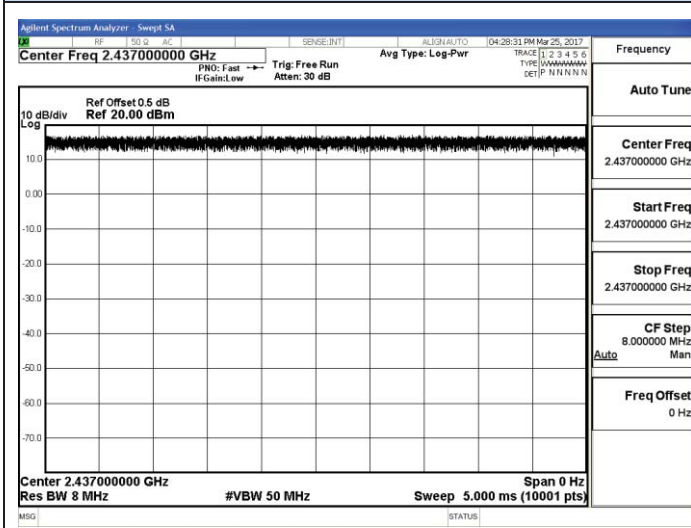 Agilent Spectrum Analyzer - Swept SA
RF 50 Ω AC SENSE:INT ALIGN AUTO 04:28:31 PM Mar 25, 2017
Center Freq 2.437000000 GHz
PNO: Fast
IFGain:Low
Trig: Free Run
Atten: 30 dB
Avg Type: Log-Pwr
TRACE 1 2 3 4 5 6
TYPE
DET P N N N N N
Ref Offset 0.5 dB
10 dB/div Ref 20.00 dBm
Log
10.0
0.00
-10.0
-20.0
-30.0
-40.0
-50.0
-60.0
-70.0
Center 2.437000000 GHz Span 0 Hz
Res BW 8 MHz #VBW 50 MHz Sweep 5.000 ms (10001 pts)
MSG STATUS
Frequency
Auto Tune
Center Freq
2.437000000 GHz
Start Freq
2.437000000 GHz
Stop Freq
2.437000000 GHz
CF Step
8.000000 MHz
Auto Man
Freq Offset
0 Hz